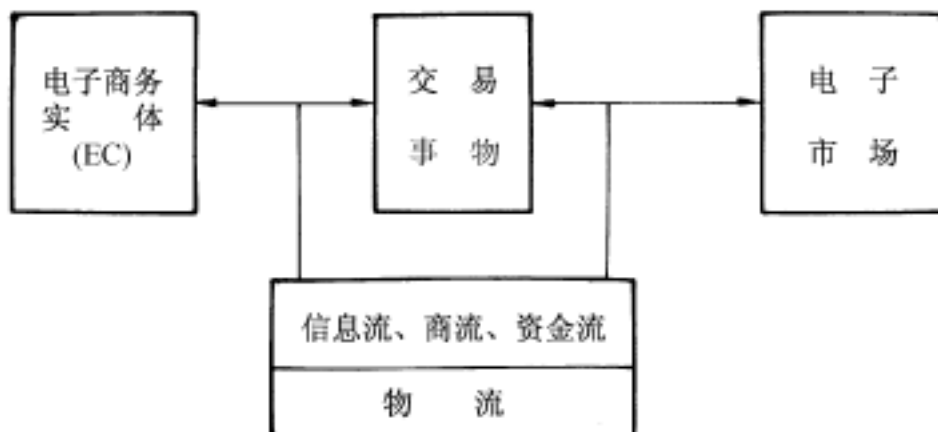 电子商务
实体
(EC)
交易
事物
电子
市场
信息流、商流、资金流
物流